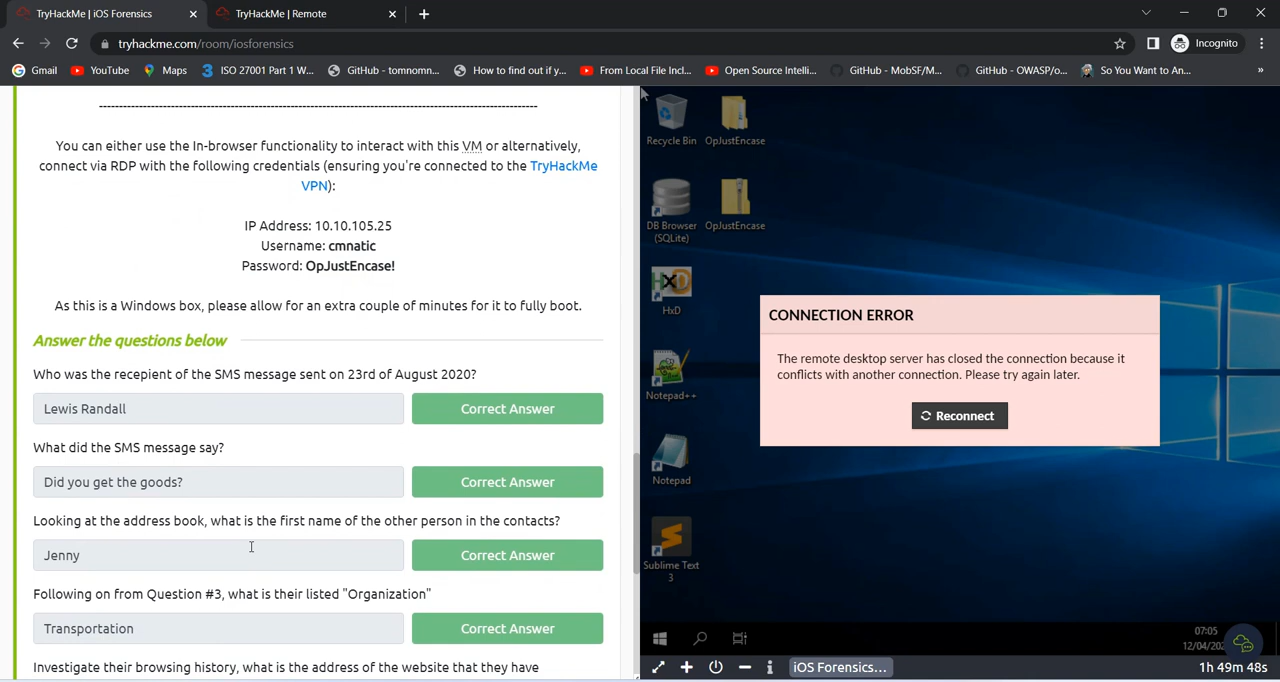 TryHackMe | iOS Forensics
TryHackMe | Remote
tryhackme.com/room/iosforensics
Incognito
Gmail
YouTube
Maps
ISO 27001 Part 1 W...
GitHub - tomnomn...
How to find out if y...
From Local File Incl...
Open Source Intelli...
GitHub - MobSF/M...
GitHub - OWASP/o...
So You Want to An...
»
You can either use the In-browser functionality to interact with this VM or alternatively,
connect via RDP with the following credentials (ensuring you're connected to the TryHackMe
VPN):
IP Address: 10.10.105.25
Username: cmnatic
Password: OpJustEncase!
As this is a Windows box, please allow for an extra couple of minutes for it to fully boot.
Answer the questions below
Who was the recepient of the SMS message sent on 23rd of August 2020?
Lewis Randall
Correct Answer
What did the SMS message say?
Did you get the goods?
Correct Answer
Looking at the address book, what is the first name of the other person in the contacts?
Jenny
Correct Answer
Following on from Question #3, what is their listed "Organization"
Transportation
Correct Answer
Investigate their browsing history, what is the address of the website that they have
Recycle Bin
OpJustEncase
DB Browser
(SQLite)
OpJustEncase
HxD
HxD
Notepad++
Notepad
Sublime Text
3
CONNECTION ERROR
The remote desktop server has closed the connection because it
conflicts with another connection. Please try again later.
Reconnect
07:05
12/04/202
iOS Forensics...
1h 49m 48s